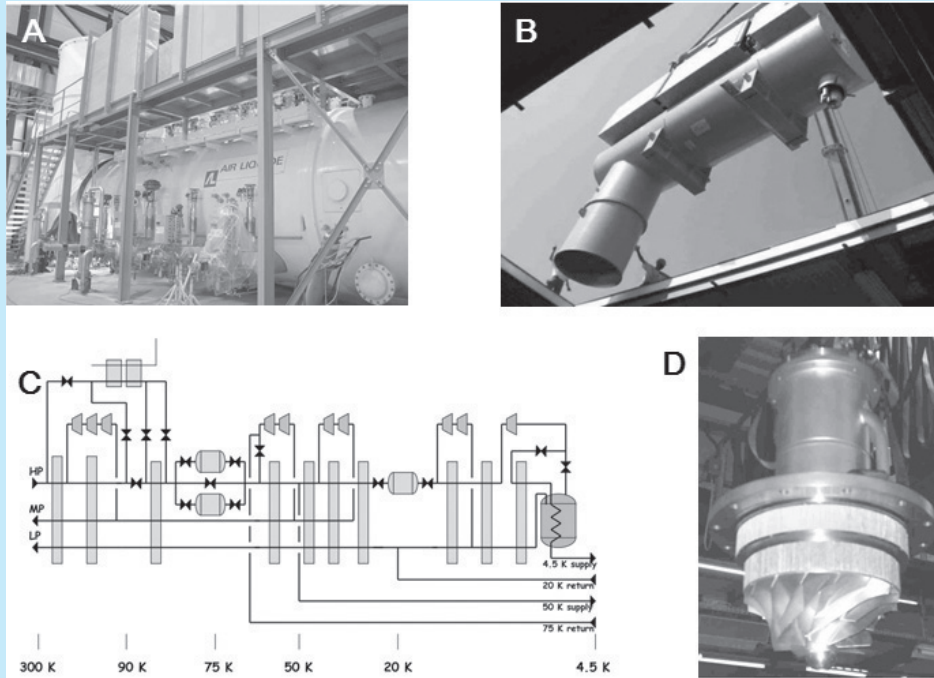 A
AIR LIQUIDE
B
C
HP
MP
LP
4.5 K supply
20 K return
50 K supply
75 K return
300 K
90 K
75 K
50 K
20 K
4.5 K
D